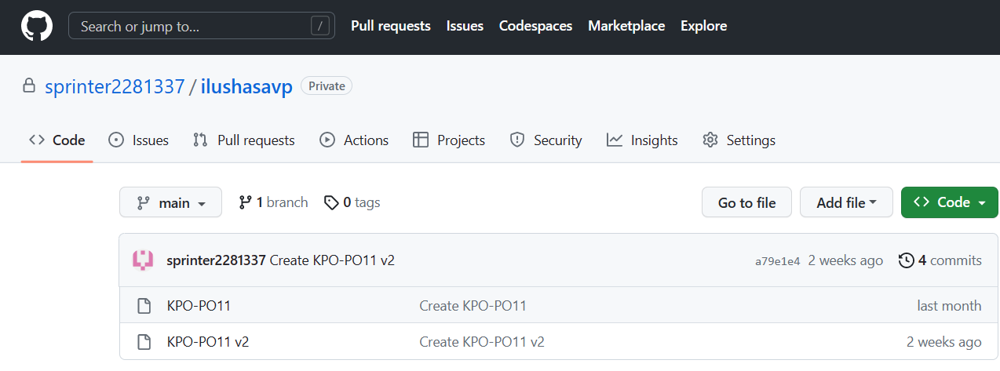 Search or jump to... / Pull requests Issues Codespaces Marketplace Explore
sprinter2281337 / ilushasavp Private
Code Issues Pull requests Actions Projects Security Insights Settings
main 1 branch 0 tags Go to file Add file Code
sprinter2281337 Create KPO-PO11 v2 a79e1e4 2 weeks ago 4 commits
KPO-PO11 Create KPO-PO11 last month
KPO-PO11 v2 Create KPO-PO11 v2 2 weeks ago